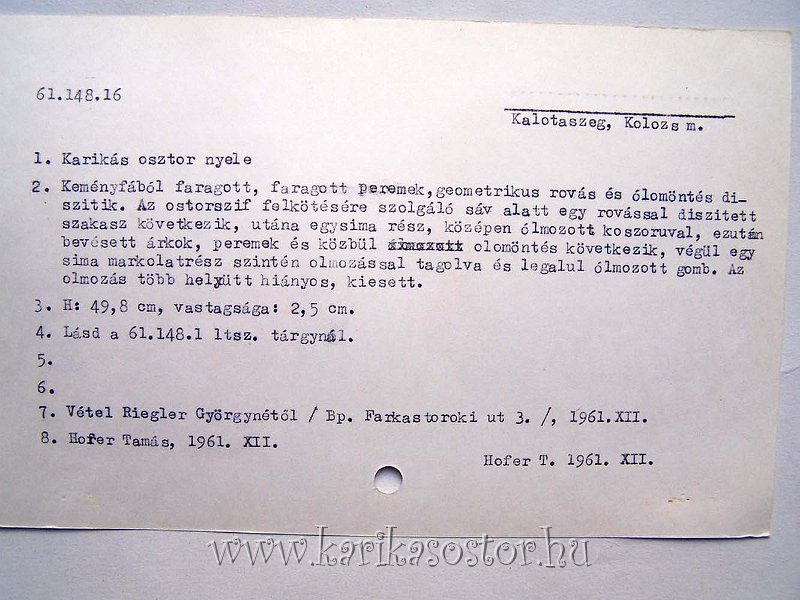 61.148.16
Kalotaszeg, Kolozs m.
1. Karikás osztor nyele
2. Keményfából faragott, faragott peremek, geometrikus rovás és ólomöntés di-
szitik. Az ostorszif felkötésére szolgáló sáv alatt egy rovással diszitett
szakasz következik, utána egysima rész, középen ólmozott koszoruval, ezután
bevésett árkok, peremek és közbül álmozott olomöntés következik, végül egy
sima markolatrész szintén olmozással tagolva és legalul ólmozott gomb. Az
olmozás több helyütt hiányos, kiesett.
3. H: 49,8 cm, vastagsága: 2,5 cm.
4. Lásd a 61.148.1 ltsz. tárgynál.
5.
6.
7. Vétel Riegler Györgynétól / Bp. Farkastoroki ut 3. /, 1961.XII.
8. Hofer Tamás, 1961. XII.
Hofer T. 1961. XII.
www.karikasostor.hu